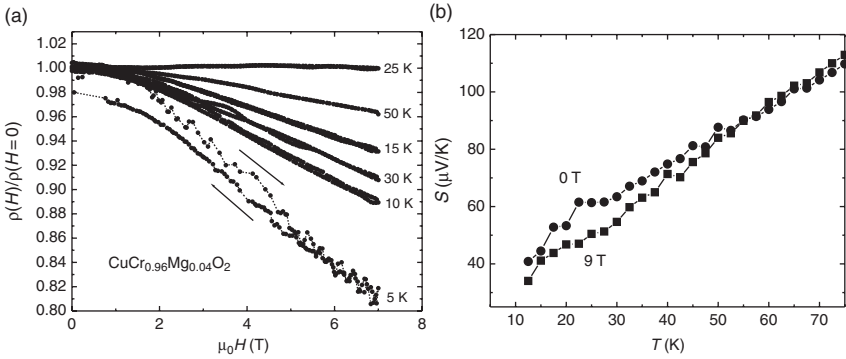 (a)
1.02
1.00
0.98
0.96
0.94
0.92
0.90
0.88
0.86
0.84
0.82
0.80
ρ(H)/ρ(H=0)
25 K
50 K
15 K
30 K
10 K
5 K
CuCr0.96Mg0.04O2
0 2 4 6 8
μ0H (T)
(b)
120
100
80
60
40
S (μV/K)
0 T
9 T
10 20 30 40 50 60 70
T (K)